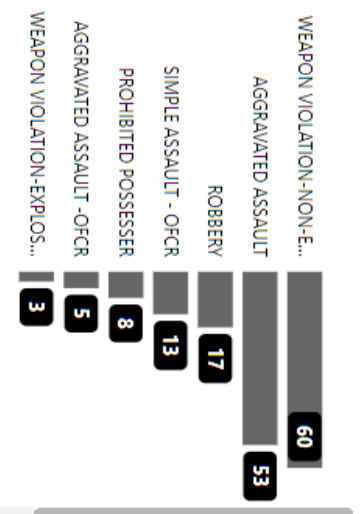 WEAPON VIOLATION-NON-E... 60
AGGRAVATED ASSAULT 53
ROBBERY 17
SIMPLE ASSAULT - OFCR 13
PROHIBITED POSSESSER 8
AGGRAVATED ASSAULT -OFCR 5
WEAPON VIOLATION-EXPLOS... 3